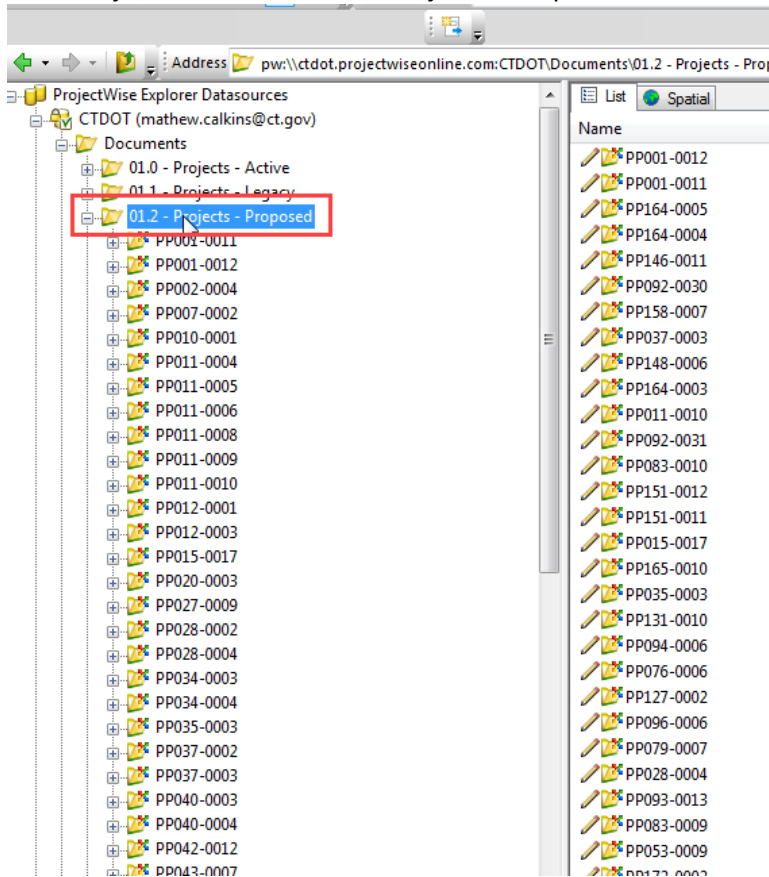 Address pw:\\ctdot.projectwiseonline.com:CTDOT\Documents\01.2 - Projects - Prop
ProjectWise Explorer Datasources
CTDOT (mathew.calkins@ct.gov)
Documents
01.0 - Projects - Active
01.1 - Projects - Legacy
01.2 - Projects - Proposed
PP001-0011
PP001-0012
PP002-0004
PP007-0002
PP010-0001
PP011-0004
PP011-0005
PP011-0006
PP011-0008
PP011-0009
PP011-0010
PP012-0001
PP012-0003
PP015-0017
PP020-0003
PP027-0009
PP028-0002
PP028-0004
PP034-0003
PP034-0004
PP035-0003
PP037-0002
PP037-0003
PP040-0003
PP040-0004
PP042-0012
PP043-0007
List Spatial
Name
PP001-0012
PP001-0011
PP164-0005
PP164-0004
PP146-0011
PP092-0030
PP158-0007
PP037-0003
PP148-0006
PP164-0003
PP011-0010
PP092-0031
PP083-0010
PP151-0012
PP151-0011
PP015-0017
PP165-0010
PP035-0003
PP131-0010
PP094-0006
PP076-0006
PP127-0002
PP096-0006
PP079-0007
PP028-0004
PP093-0013
PP083-0009
PP053-0009
PP172-0002